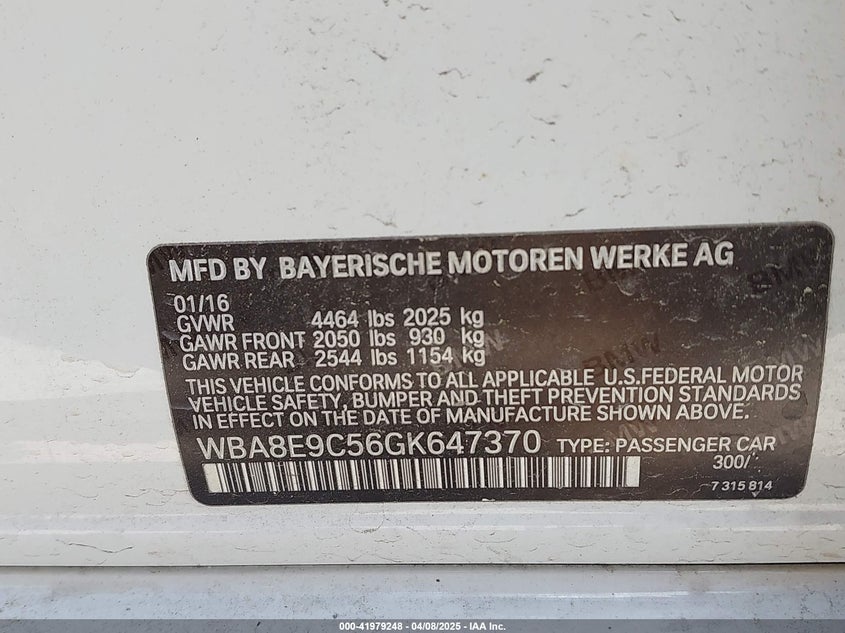 MFD BY BAYERISCHE MOTOREN WERKE AG
01/16
GVWR 4464 lbs 2025 kg
GAWR FRONT 2050 lbs 930 kg
GAWR REAR 2544 lbs 1154 kg
THIS VEHICLE CONFORMS TO ALL APPLICABLE U.S.FEDERAL MOTOR
VEHICLE SAFETY, BUMPER AND THEFT PREVENTION STANDARDS
IN EFFECT ON THE DATE OF MANUFACTURE SHOWN ABOVE.
WBA8E9C56GK647370 TYPE: PASSENGER CAR
300/
7 315 814
000-41979248 - 04/08/2025 - IAA Inc.